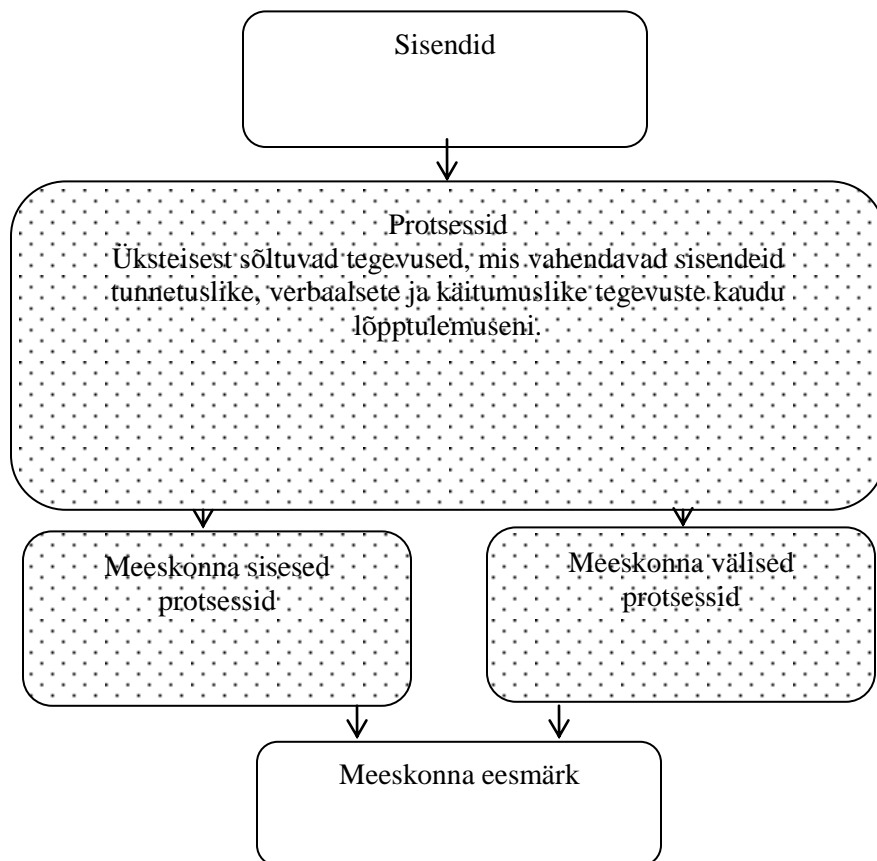 Sisendid
Protsessid
Üksteisest sõltuvad tegevused, mis vahendavad sisendeid
tunnetuslike, verbaalsete ja käitumuslike tegevuste kaudu
lõpptulemuseni.
Meeskonna sisesed
protsessid
Meeskonna välised
protsessid
Meeskonna eesmärk